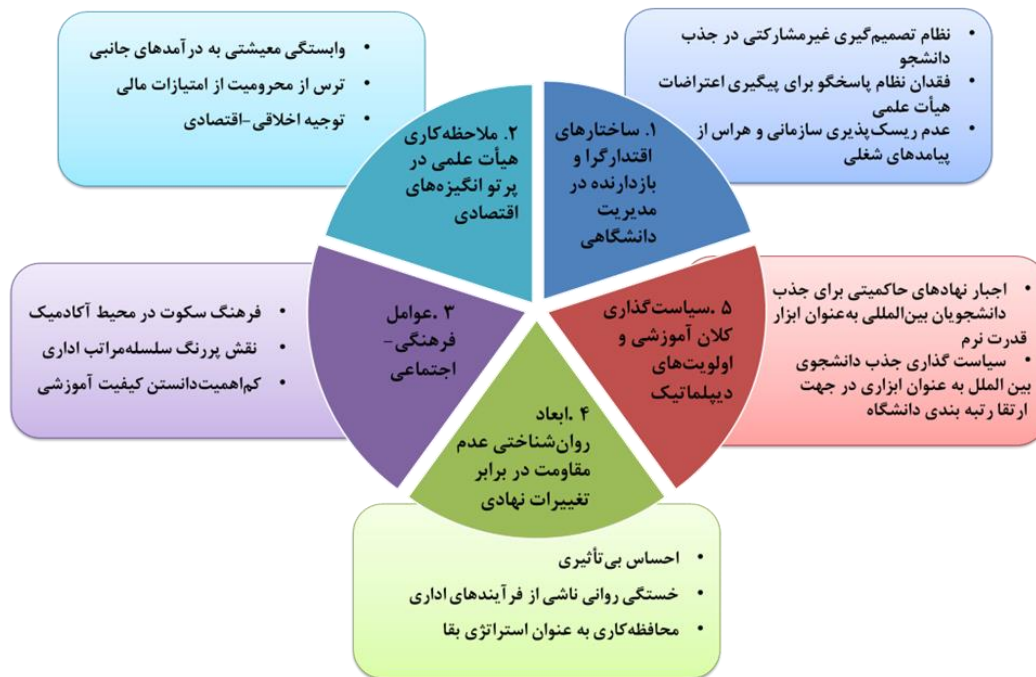 ۱. ساختارهای
اقتدارگرا و
بازدارنده در
مدیریت
دانشگاهی
• نظام تصمیم‌گیری غیرمشارکتی در جذب
دانشجو
• فقدان نظام پاسخگو برای پیگیری اعتراضات
هیأت علمی
• عدم ریسک‌پذیری سازمانی و هراس از
پیامدهای شغلی
۲. ملاحظه‌کاری
هیأت علمی در
پرتو انگیزه‌های
اقتصادی
• وابستگی معیشتی به درآمدهای جانبی
• ترس از محرومیت از امتیازات مالی
• توجیه اخلاقی-اقتصادی
۳ .عوامل
فرهنگی-
اجتماعی
• فرهنگ سکوت در محیط آکادمیک
• نقش پررنگ سلسله‌مراتب اداری
• کم‌اهمیت‌دانستن کیفیت آموزشی
۴ .ابعاد
روان‌شناختی عدم
مقاومت در برابر
تغییرات نهادی
• احساس بی‌تأثیری
• خستگی روانی ناشی از فرآیندهای اداری
• محافظه‌کاری به عنوان استراتژی بقا
۵ .سیاست‌گذاری
کلان آموزشی و
اولویت‌های
دیپلماتیک
• اجبار نهادهای حاکمیتی برای جذب
دانشجویان بین‌المللی به‌عنوان ابزار
قدرت نرم
• سیاست گذاری جذب دانشجوی
بین الملل به عنوان ابزاری در جهت
ارتقا رتبه بندی دانشگاه